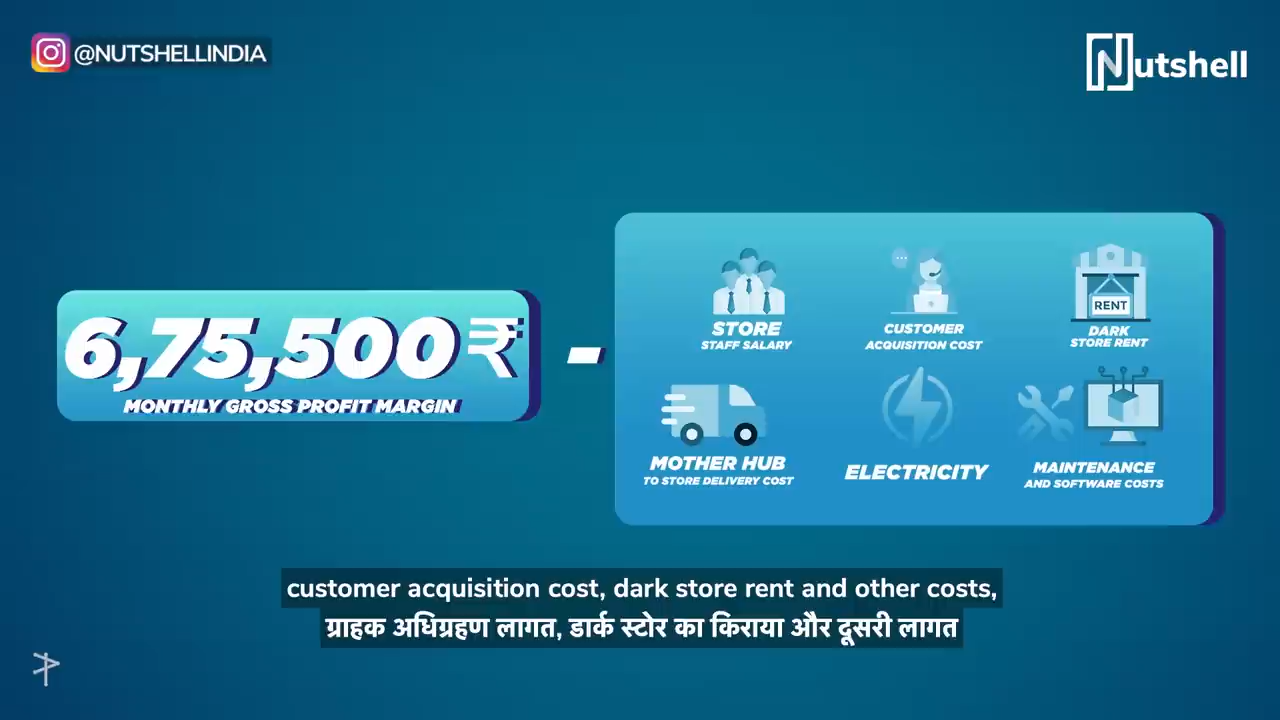 @NUTSHELLINDIA
Nutshell
6,75,500₹
MONTHLY GROSS PROFIT MARGIN
-
STORE
STAFF SALARY
CUSTOMER
ACQUISITION COST
RENT
DARK
STORE RENT
MOTHER HUB
TO STORE DELIVERY COST
ELECTRICITY
MAINTENANCE
AND SOFTWARE COSTS
customer acquisition cost, dark store rent and other costs,
ग्राहक अधिग्रहण लागत, डार्क स्टोर का किराया और दूसरी लागत